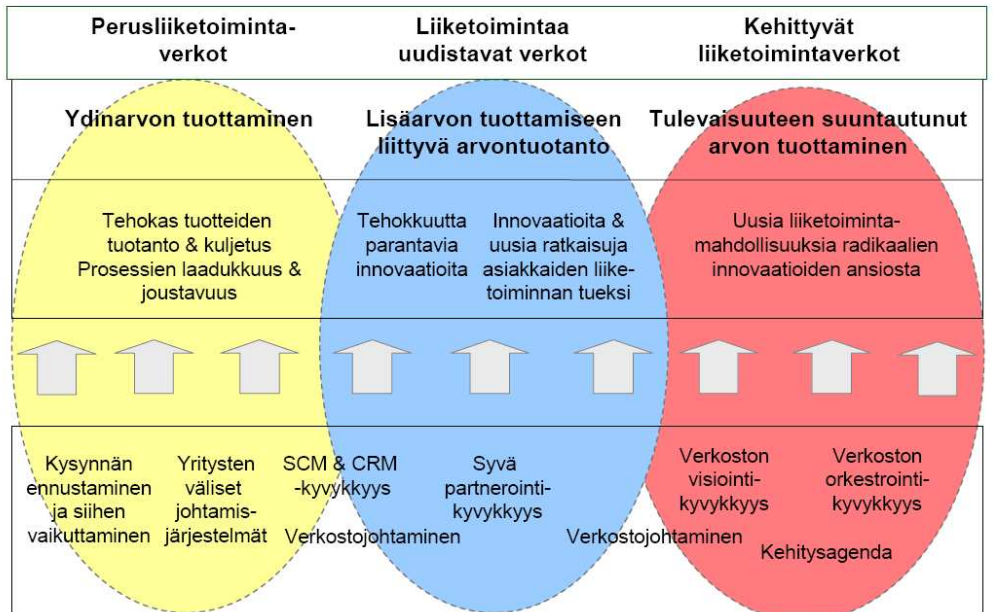 Perusliiketoiminta-
verkot
Liiketoimintaa
uudistavat verkot
Kehittyvät
liiketoimintaverkot
Ydinarvon tuottaminen
Lisäarvon tuottamiseen
liittyvä arvontuotanto
Tulevaisuuteen suuntautunut
arvon tuottaminen
Tehokas tuotteiden
tuotanto & kuljetus
Prosessien laadukkuus &
joustavuus
Tehokkuutta
parantavia
innovaatioita
Innovaatioita &
uusia ratkaisuja
asiakkaiden liike-
toiminnan tueksi
Uusia liiketoiminta-
mahdollisuuksia radikaalien
innovaatioiden ansiosta
Kysynnän
ennustaminen
ja siihen
vaikuttaminen
Yritysten
väliset
johtamis-
järjestelmät
SCM & CRM
-kyvykkyys
Verkostojohtaminen
Syvä
partnerointi-
kyvykkyys
Verkostojohtaminen
Verkoston
visiointi-
kyvykkyys
Verkoston
orkestrointi-
kyvykkyys
Kehitysagenda